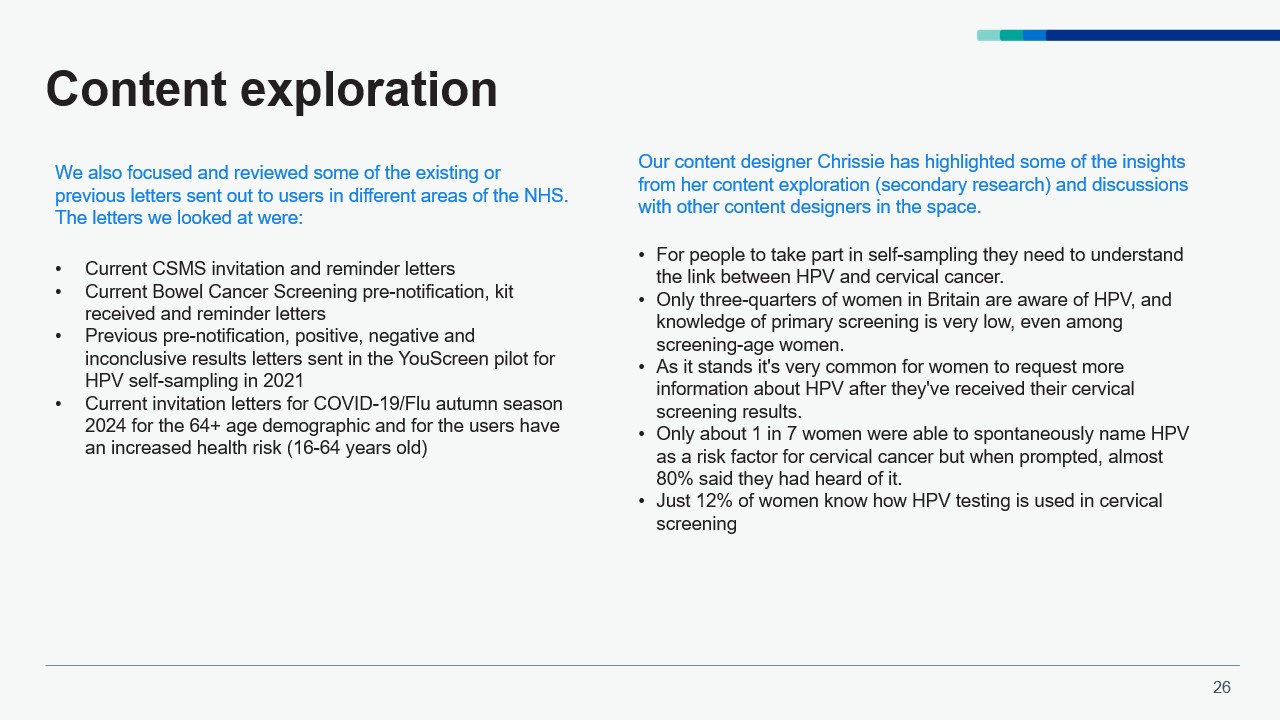 Content exploration
We also focused and reviewed some of the existing or
previous letters sent out to users in different areas of the NHS.
The letters we looked at were:
• Current CSMS invitation and reminder letters
• Current Bowel Cancer Screening pre-notification, kit
received and reminder letters
• Previous pre-notification, positive, negative and
inconclusive results letters sent in the YouScreen pilot for
HPV self-sampling in 2021
• Current invitation letters for COVID-19/Flu autumn season
2024 for the 64+ age demographic and for the users have
an increased health risk (16-64 years old)
Our content designer Chrissie has highlighted some of the insights
from her content exploration (secondary research) and discussions
with other content designers in the space.
• For people to take part in self-sampling they need to understand
the link between HPV and cervical cancer.
• Only three-quarters of women in Britain are aware of HPV, and
knowledge of primary screening is very low, even among
screening-age women.
• As it stands it's very common for women to request more
information about HPV after they've received their cervical
screening results.
• Only about 1 in 7 women were able to spontaneously name HPV
as a risk factor for cervical cancer but when prompted, almost
80% said they had heard of it.
• Just 12% of women know how HPV testing is used in cervical
screening
26